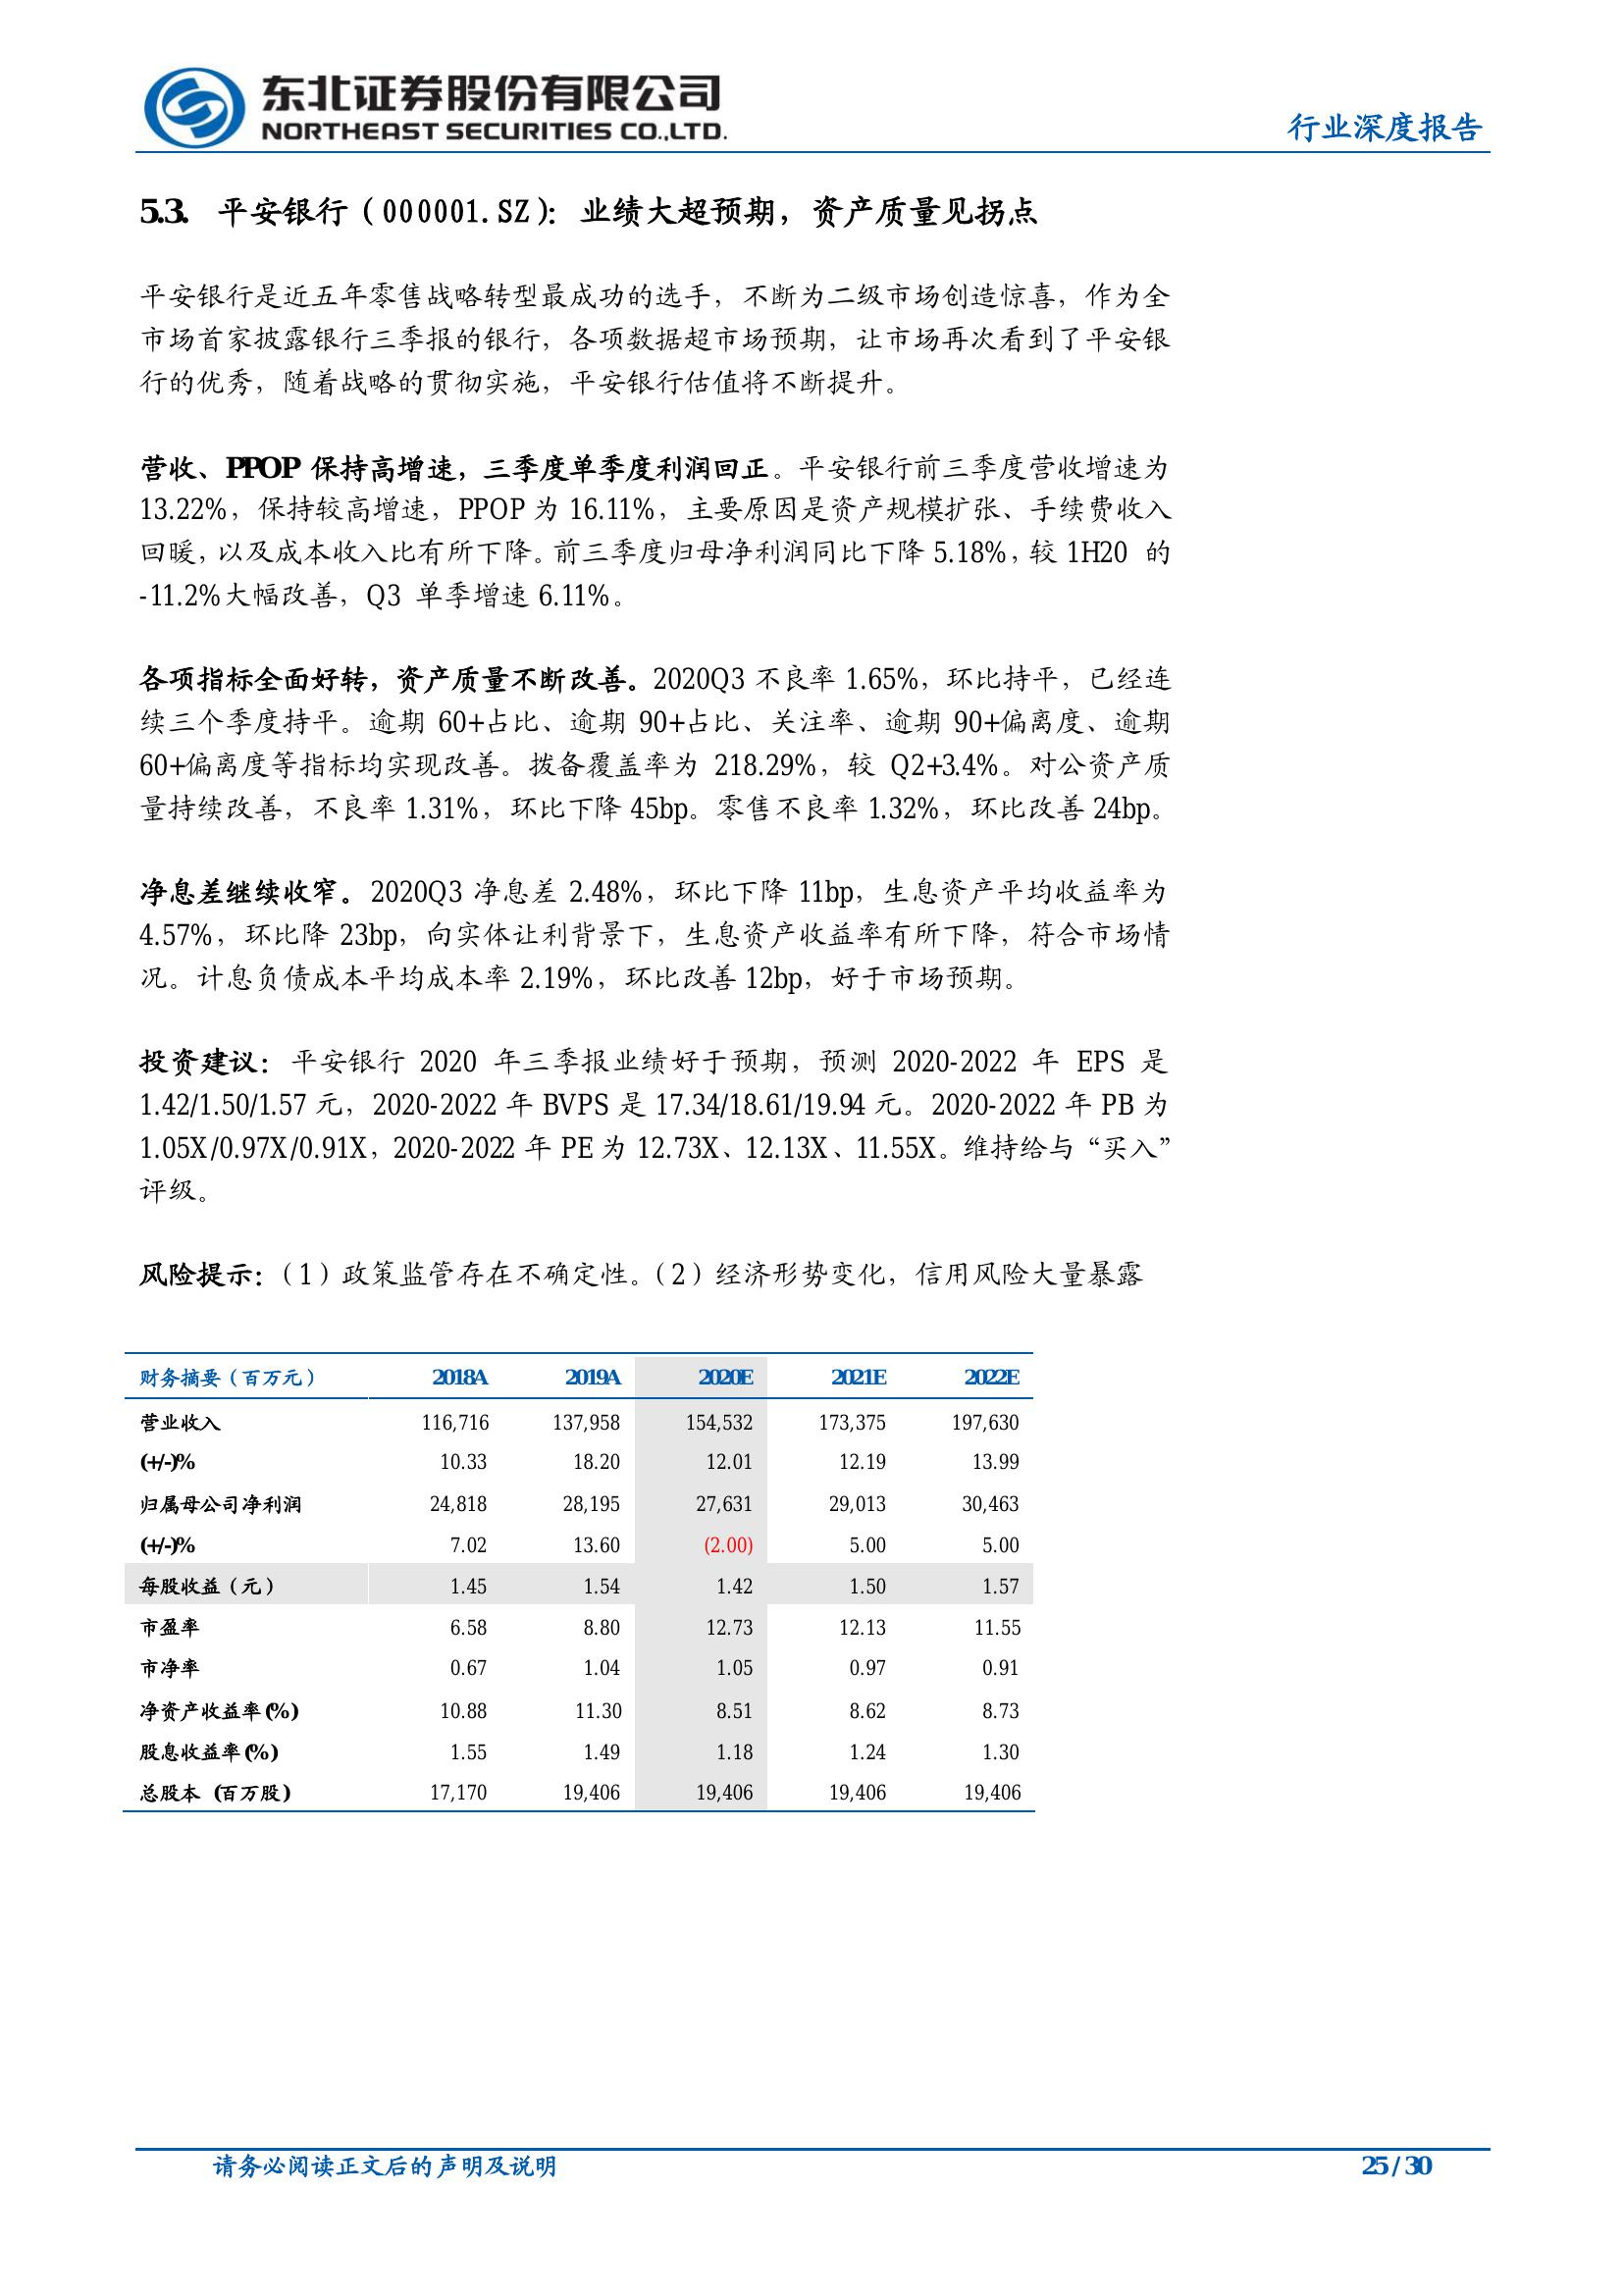 东北证券股份有限公司
NORTHEAST SECURITIES CO.,LTD.
行业深度报告
5.3. 平安银行（000001.SZ）：业绩大超预期，资产质量见拐点
平安银行是近五年零售战略转型最成功的选手，不断为二级市场创造惊喜，作为全
市场首家披露银行三季报的银行，各项数据超市场预期，让市场再次看到了平安银
行的优秀，随着战略的贯彻实施，平安银行估值将不断提升。
营收、PPOP 保持高增速，三季度单季度利润回正。平安银行前三季度营收增速为
13.22%，保持较高增速，PPOP 为 16.11%，主要原因是资产规模扩张、手续费收入
回暖，以及成本收入比有所下降。前三季度归母净利润同比下降 5.18%，较 1H20 的
-11.2%大幅改善，Q3 单季增速 6.11%。
各项指标全面好转，资产质量不断改善。2020Q3 不良率 1.65%，环比持平，已经连
续三个季度持平。逾期 60+占比、逾期 90+占比、关注率、逾期 90+偏离度、逾期
60+偏离度等指标均实现改善。拨备覆盖率为 218.29%，较 Q2+3.4%。对公资产质
量持续改善，不良率 1.31%，环比下降 45bp。零售不良率 1.32%，环比改善 24bp。
净息差继续收窄。2020Q3 净息差 2.48%，环比下降 11bp，生息资产平均收益率为
4.57%，环比降 23bp，向实体让利背景下，生息资产收益率有所下降，符合市场情
况。计息负债成本平均成本率 2.19%，环比改善 12bp，好于市场预期。
投资建议：平安银行 2020 年三季报业绩好于预期，预测 2020-2022 年 EPS 是
1.42/1.50/1.57 元，2020-2022 年 BVPS 是 17.34/18.61/19.94 元。2020-2022 年 PB 为
1.05X/0.97X/0.91X，2020-2022 年 PE 为 12.73X、12.13X、11.55X。维持给与“买入”
评级。
风险提示：（1）政策监管存在不确定性。（2）经济形势变化，信用风险大量暴露
财务摘要（百万元） 2018A 2019A 2020E 2021E 2022E
营业收入 116,716 137,958 154,532 173,375 197,630
(+/-)% 10.33 18.20 12.01 12.19 13.99
归属母公司净利润 24,818 28,195 27,631 29,013 30,463
(+/-)% 7.02 13.60 (2.00) 5.00 5.00
每股收益（元） 1.45 1.54 1.42 1.50 1.57
市盈率 6.58 8.80 12.73 12.13 11.55
市净率 0.67 1.04 1.05 0.97 0.91
净资产收益率(%) 10.88 11.30 8.51 8.62 8.73
股息收益率(%) 1.55 1.49 1.18 1.24 1.30
总股本 (百万股) 17,170 19,406 19,406 19,406 19,406
请务必阅读正文后的声明及说明
25 / 30